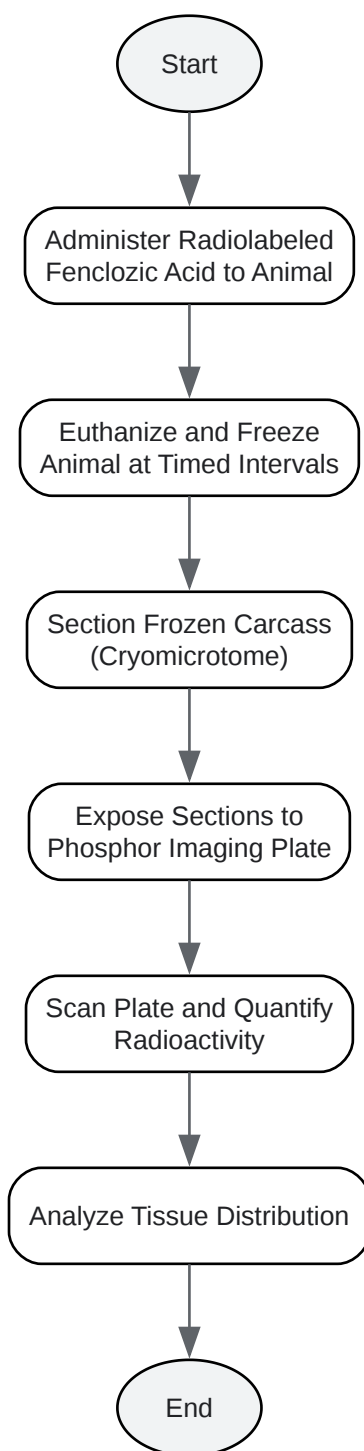 Start
Administer Radiolabeled
Fenclozic Acid to Animal
Euthanize and Freeze
Animal at Timed Intervals
Section Frozen Carcass
(Cryomicrotome)
Expose Sections to
Phosphor Imaging Plate
Scan Plate and Quantify
Radioactivity
Analyze Tissue Distribution
End